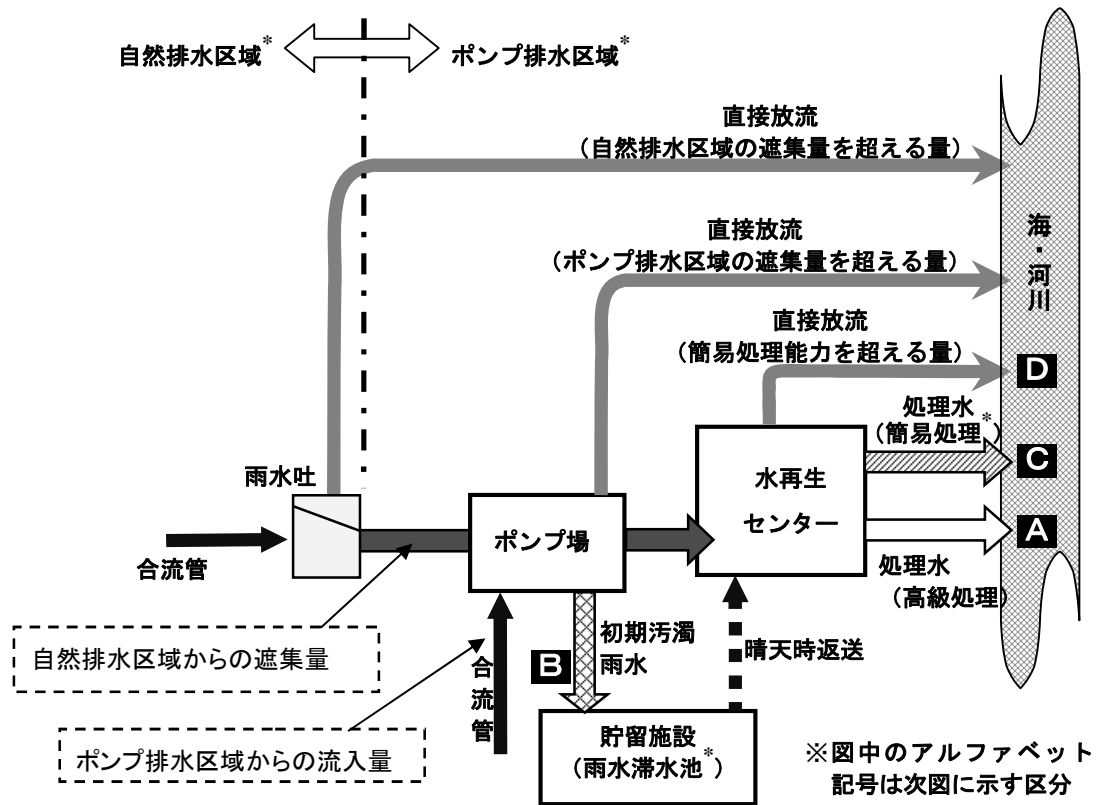 自然排水区域*
ポンプ排水区域*
直接放流
(自然排水区域の遮集量を超える量)
直接放流
(ポンプ排水区域の遮集量を超える量)
直接放流
(簡易処理能力を超える量)
海・河川
D
処理水
(簡易処理*)
C
A
処理水
(高級処理)
雨水吐
合流管
ポンプ場
水再生
センター
自然排水区域からの遮集量
合流管
B
初期汚濁
雨水
晴天時返送
ポンプ排水区域からの流入量
貯留施設
(雨水滞水池*)
※図中のアルファベット
記号は次図に示す区分